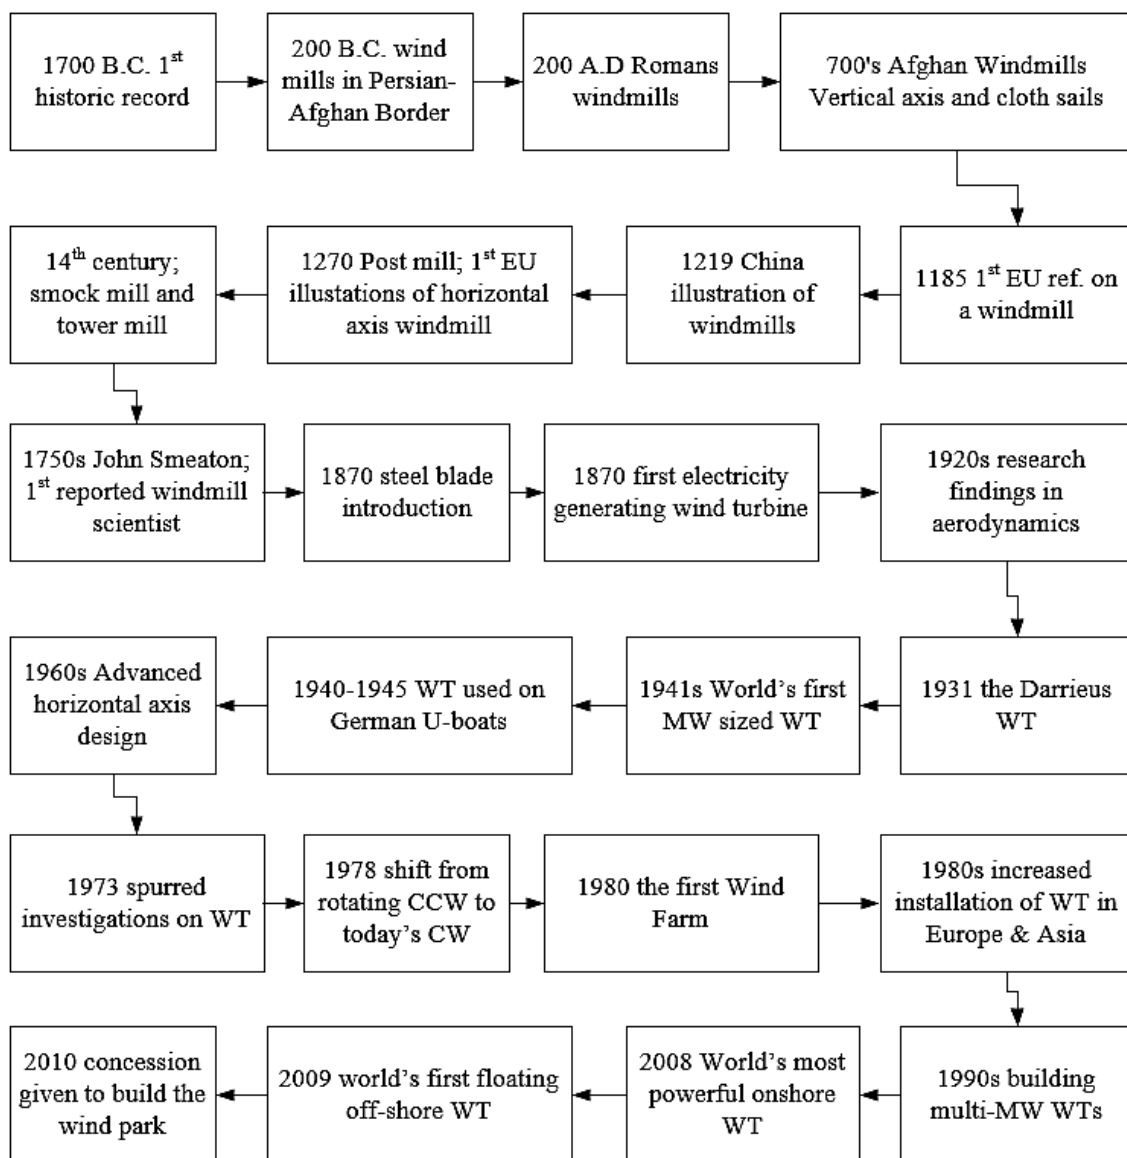 1700 B.C. 1st
historic record
200 B.C. wind
mills in Persian-
Afghan Border
200 A.D Romans
windmills
700's Afghan Windmills
Vertical axis and cloth sails
1185 1st EU ref. on
a windmill
1219 China
illustration of
windmills
1270 Post mill; 1st EU
illustations of horizontal
axis windmill
14th century;
smock mill and
tower mill
1750s John Smeaton;
1st reported windmill
scientist
1870 steel blade
introduction
1870 first electricity
generating wind turbine
1920s research
findings in
aerodynamics
1931 the Darrieus
WT
1941s World's first
MW sized WT
1940-1945 WT used on
German U-boats
1960s Advanced
horizontal axis
design
1973 spurred
investigations on WT
1978 shift from
rotating CCW to
today's CW
1980 the first Wind
Farm
1980s increased
installation of WT in
Europe & Asia
1990s building
multi-MW WTs
2008 World's most
powerful onshore
WT
2009 world's first floating
off-shore WT
2010 concession
given to build the
wind park